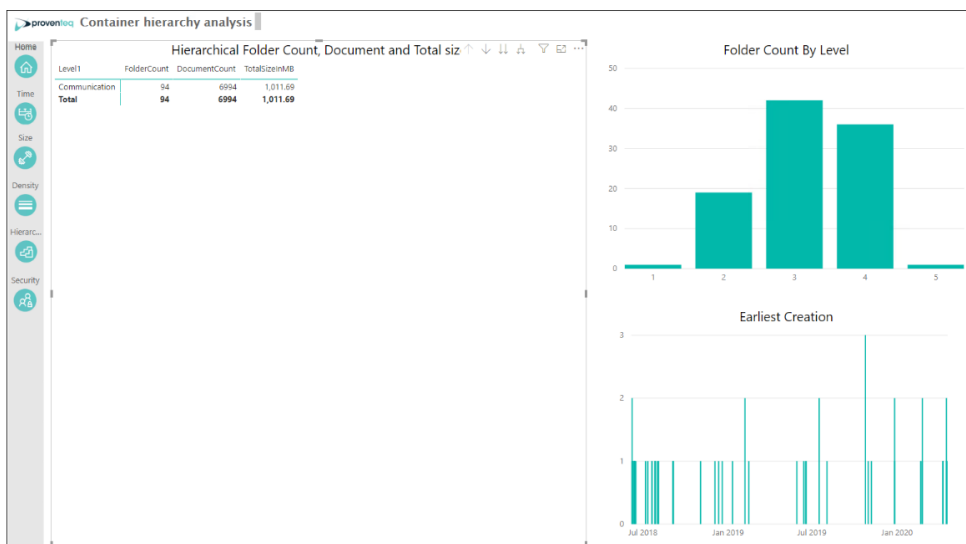 proventeq Container hierarchy analysis
Home
Time
Size
Density
Hierarc...
Security
Hierarchical Folder Count, Document and Total siz
Level1 FolderCount DocumentCount TotalSizeinMB
Communication 94 6994 1,011.69
Total 94 6994 1,011.69
Folder Count By Level
50
40
30
20
10
0
1 2 3 4 5
Earliest Creation
3
2
1
0
Jul 2018 Jan 2019 Jul 2019 Jan 2020